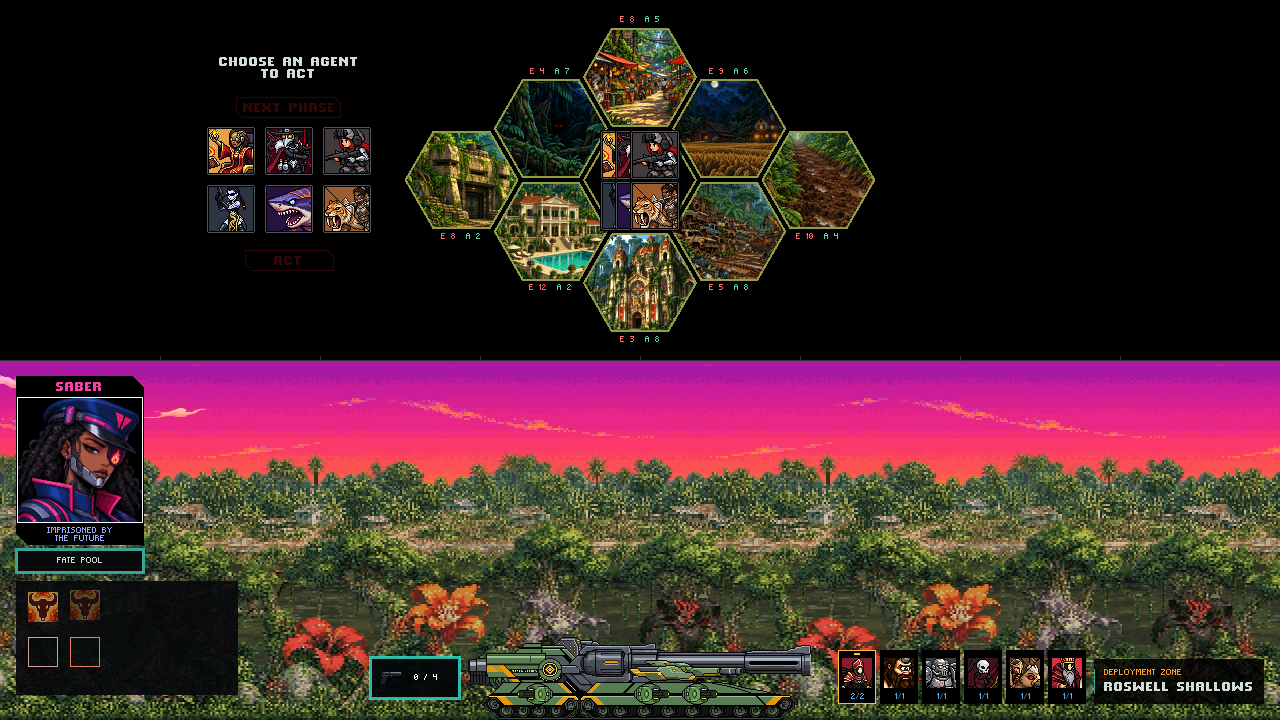 E 8 A 5
CHOOSE AN AGENT
TO ACT
E 4 A 7
E 9 A 6
NEXT PHASE
E 8 A 2
E 10 A 4
ACT
E 12 A 2
E 5 A 8
E 3 A 8
SABER
IMPRISONED BY
THE FUTURE
FATE POOL
0 / 4
2/2
1/1
1/1
1/1
1/1
1/1
DEPLOYMENT ZONE
ROSWELL SHALLOWS